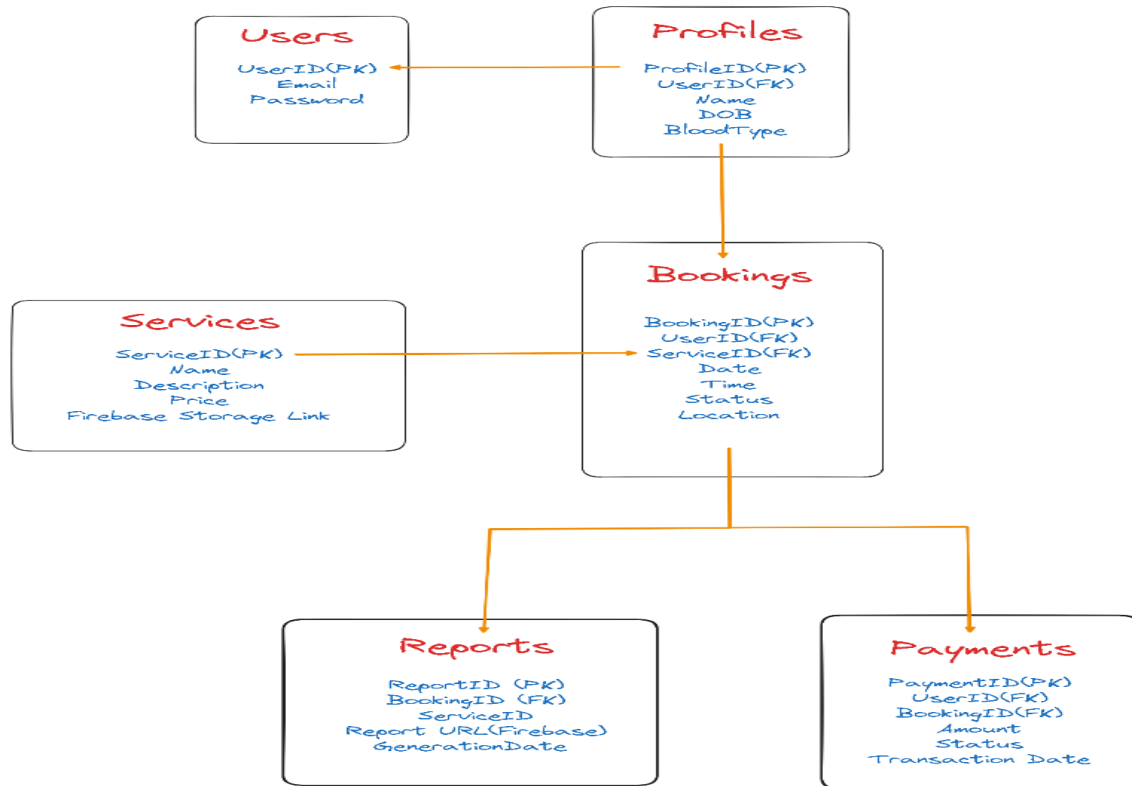 Users
UserID(PK)
Email
Password
Profiles
ProfileID(PK)
UserID(FK)
Name
DOB
BloodType
Bookings
BookingID(PK)
UserID(FK)
ServiceID(FK)
Date
Time
Status
Location
Services
ServiceID(PK)
Name
Description
Price
Firebase Storage Link
Reports
ReportID (PK)
BookingID (FK)
ServiceID
Report URL(Firebase)
GenerationDate
Payments
PaymentID(PK)
UserID(FK)
BookingID(FK)
Amount
Status
Transaction Date